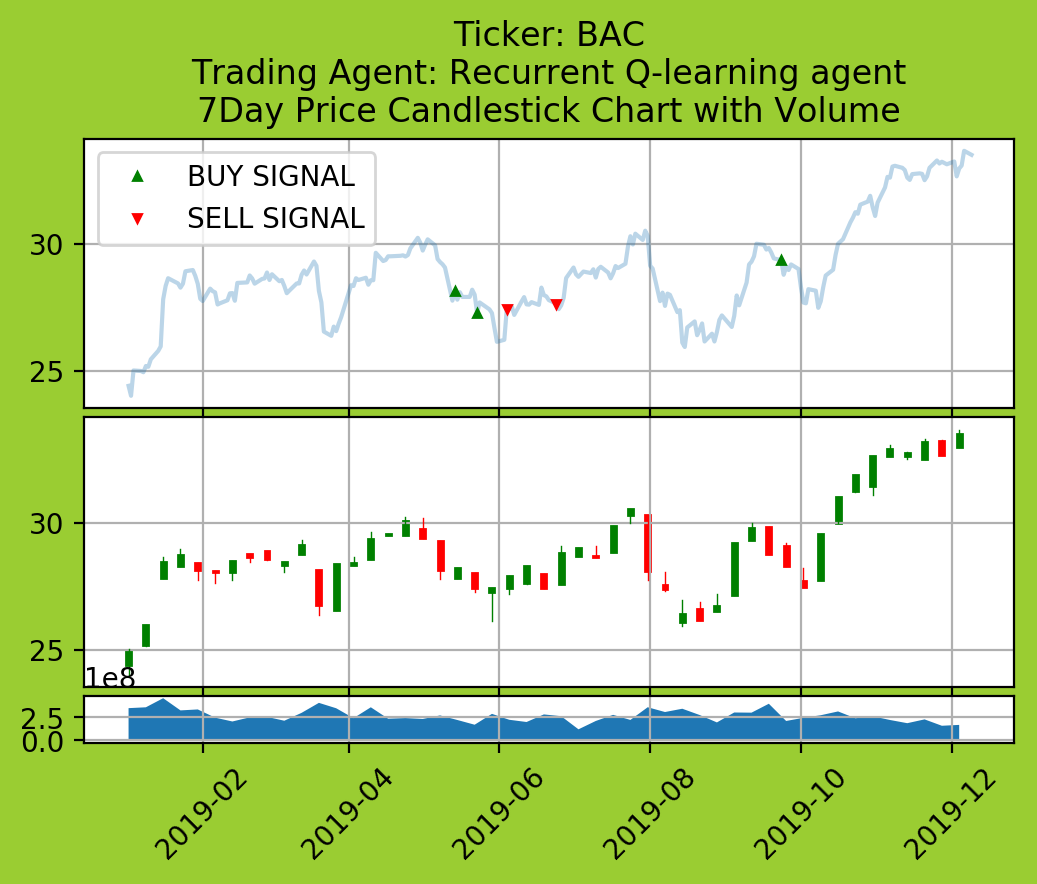 Ticker: BAC
Trading Agent: Recurrent Q-learning agent
7Day Price Candlestick Chart with Volume
BUY SIGNAL
SELL SIGNAL
30
25
30
25
1e8
2.5
0.0
2019-02
2019-04
2019-06
2019-08
2019-10
2019-12